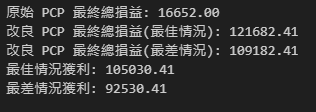 原始 PCP 最終總損益: 16652.00
改良 PCP 最終總損益(最佳情況): 121682.41
改良 PCP 最終總損益(最差情況): 109182.41
最佳情況獲利: 105030.41
最差情況獲利: 92530.41